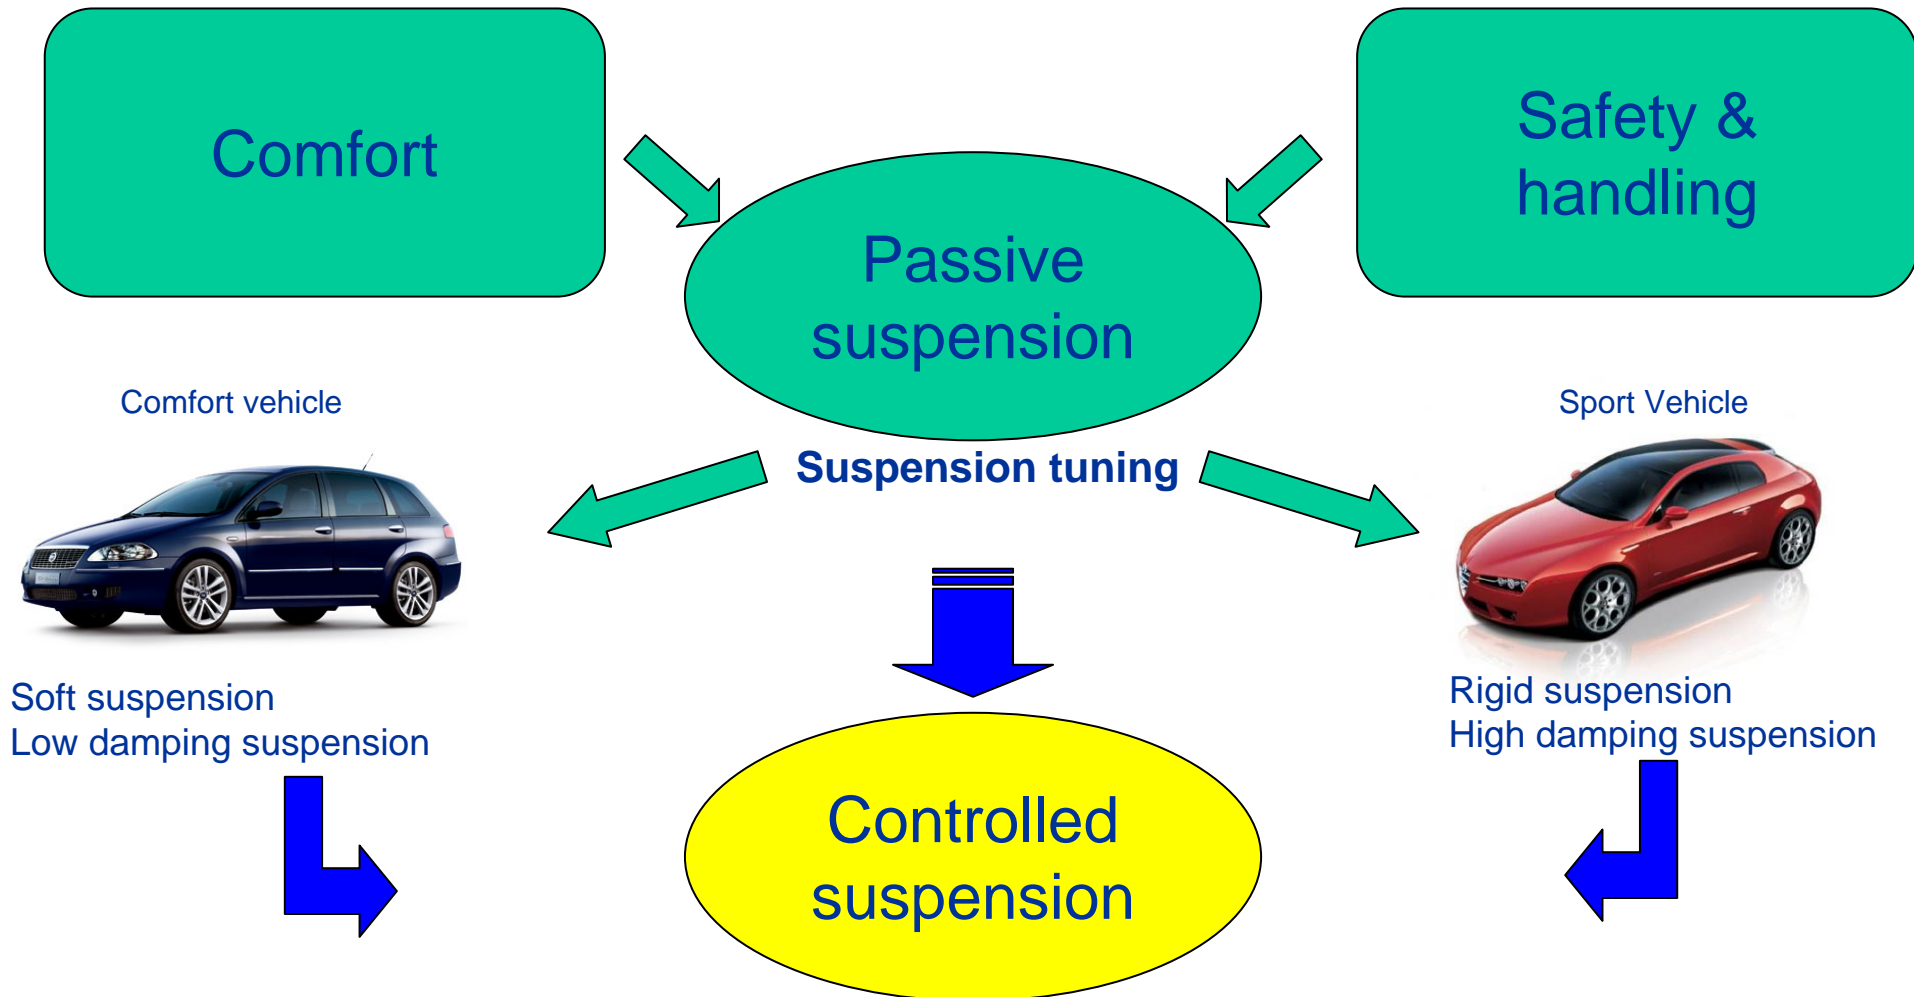 Comfort
Safety &
handling
Passive
suspension
Comfort vehicle
Sport Vehicle
Suspension tuning
Soft suspension
Low damping suspension
Rigid suspension
High damping suspension
Controlled
suspension